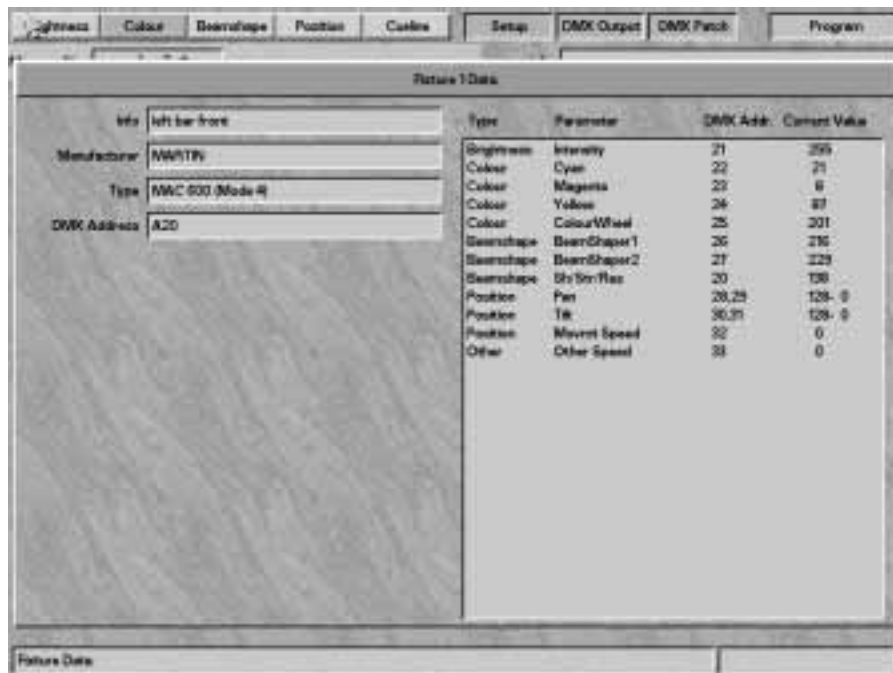 Colour Beamshape Position Cueline Setup DMX Output DMX Patch Program
Fixture 1 Data
Info left bar front
Manufacturer MARTIN
Type MAC 600 (Mode 4)
DMX Address A20
Type Parameter DMX Addr. Current Value
Brightness Intensity 21 255
Colour Cyan 22 21
Colour Magenta 23
Colour Yellow 24 87
Colour ColourWheel 25 201
Beamshape BeamShaper1 26 216
Beamshape BeamShaper2 27 229
Beamshape Sh/Str/Res 20 198
Position Pan 28,29 128- 0
Position Tilt 30,31 128- 0
Position Movmt Speed 32 0
Other Other Speed 33 0
Fixture Data